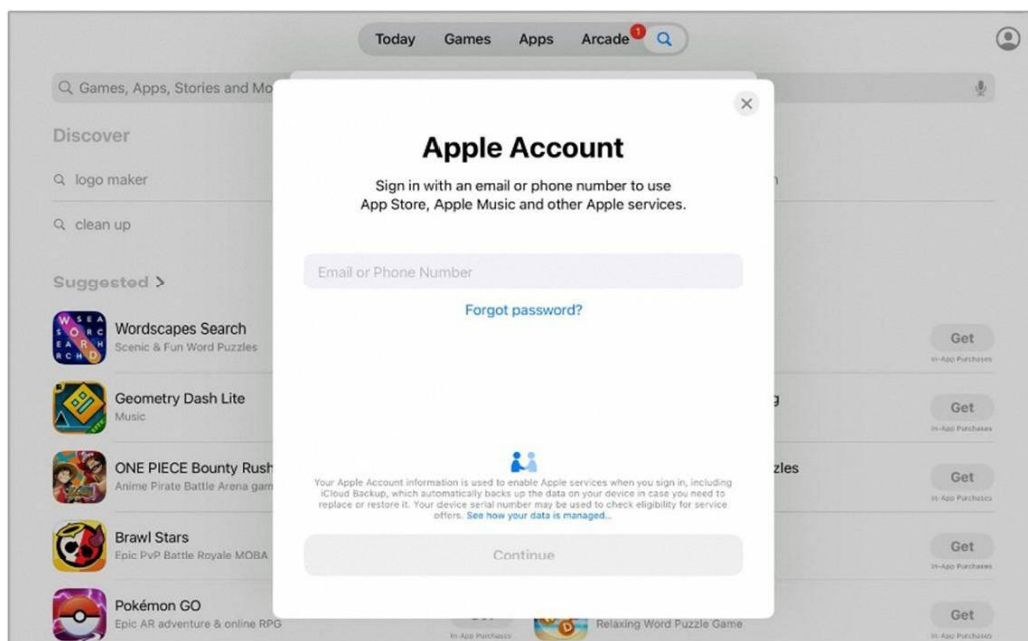 Today Games Apps Arcade 1
Games, Apps, Stories and Mo
Discover
logo maker
clean up
Suggested >
Wordscapes Search
Scenic & Fun Word Puzzles
Get
In-App Purchases
Geometry Dash Lite
Music
Get
In-App Purchases
ONE PIECE Bounty Rush
Anime Pirate Battle Arena gam
zles
Get
In-App Purchases
Brawl Stars
Epic PvP Battle Royale MOBA
Get
In-App Purchases
Pokémon GO
Epic AR adventure & online RPG
In-App Purchases
Relaxing Word Puzzle Game
Get
In-App Purchases
Apple Account
Sign in with an email or phone number to use
App Store, Apple Music and other Apple services.
Email or Phone Number
Forgot password?
Your Apple Account information is used to enable Apple services when you sign in, including
iCloud Backup, which automatically backs up the data on your device in case you need to
replace or restore it. Your device serial number may be used to check eligibility for service
offers. See how your data is managed...
Continue